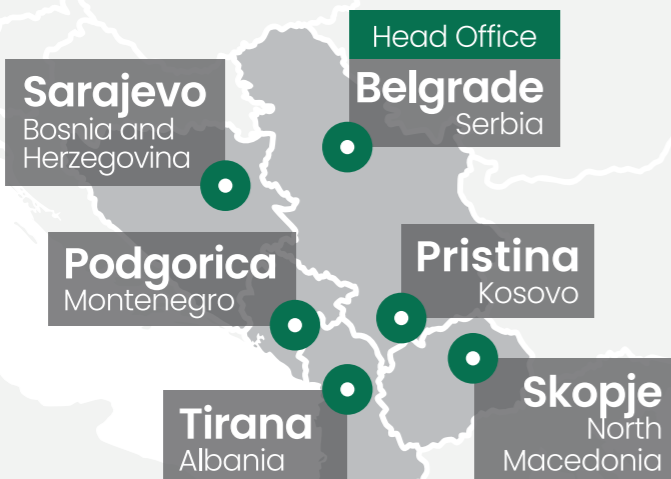 Head Office
Belgrade
Serbia
Sarajevo
Bosnia and
Herzegovina
Podgorica
Montenegro
Pristina
Kosovo
Tirana
Albania
Skopje
North
Macedonia